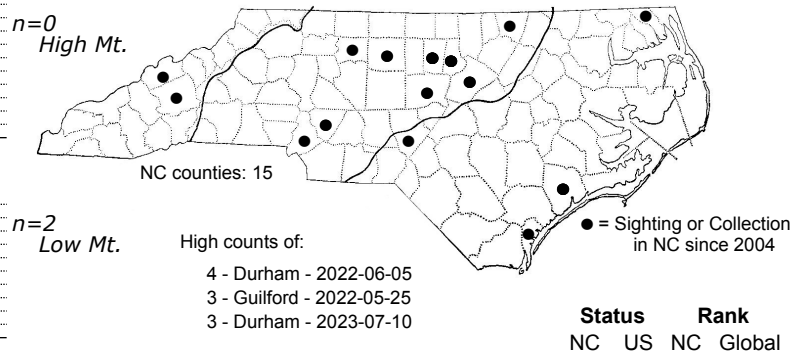 n=0
High Mt.
NC counties: 15
n=2
Low Mt.
High counts of:
4 - Durham - 2022-06-05
3 - Guilford - 2022-05-25
3 - Durham - 2023-07-10
● = Sighting or Collection
in NC since 2004
Status Rank
NC US NC Global